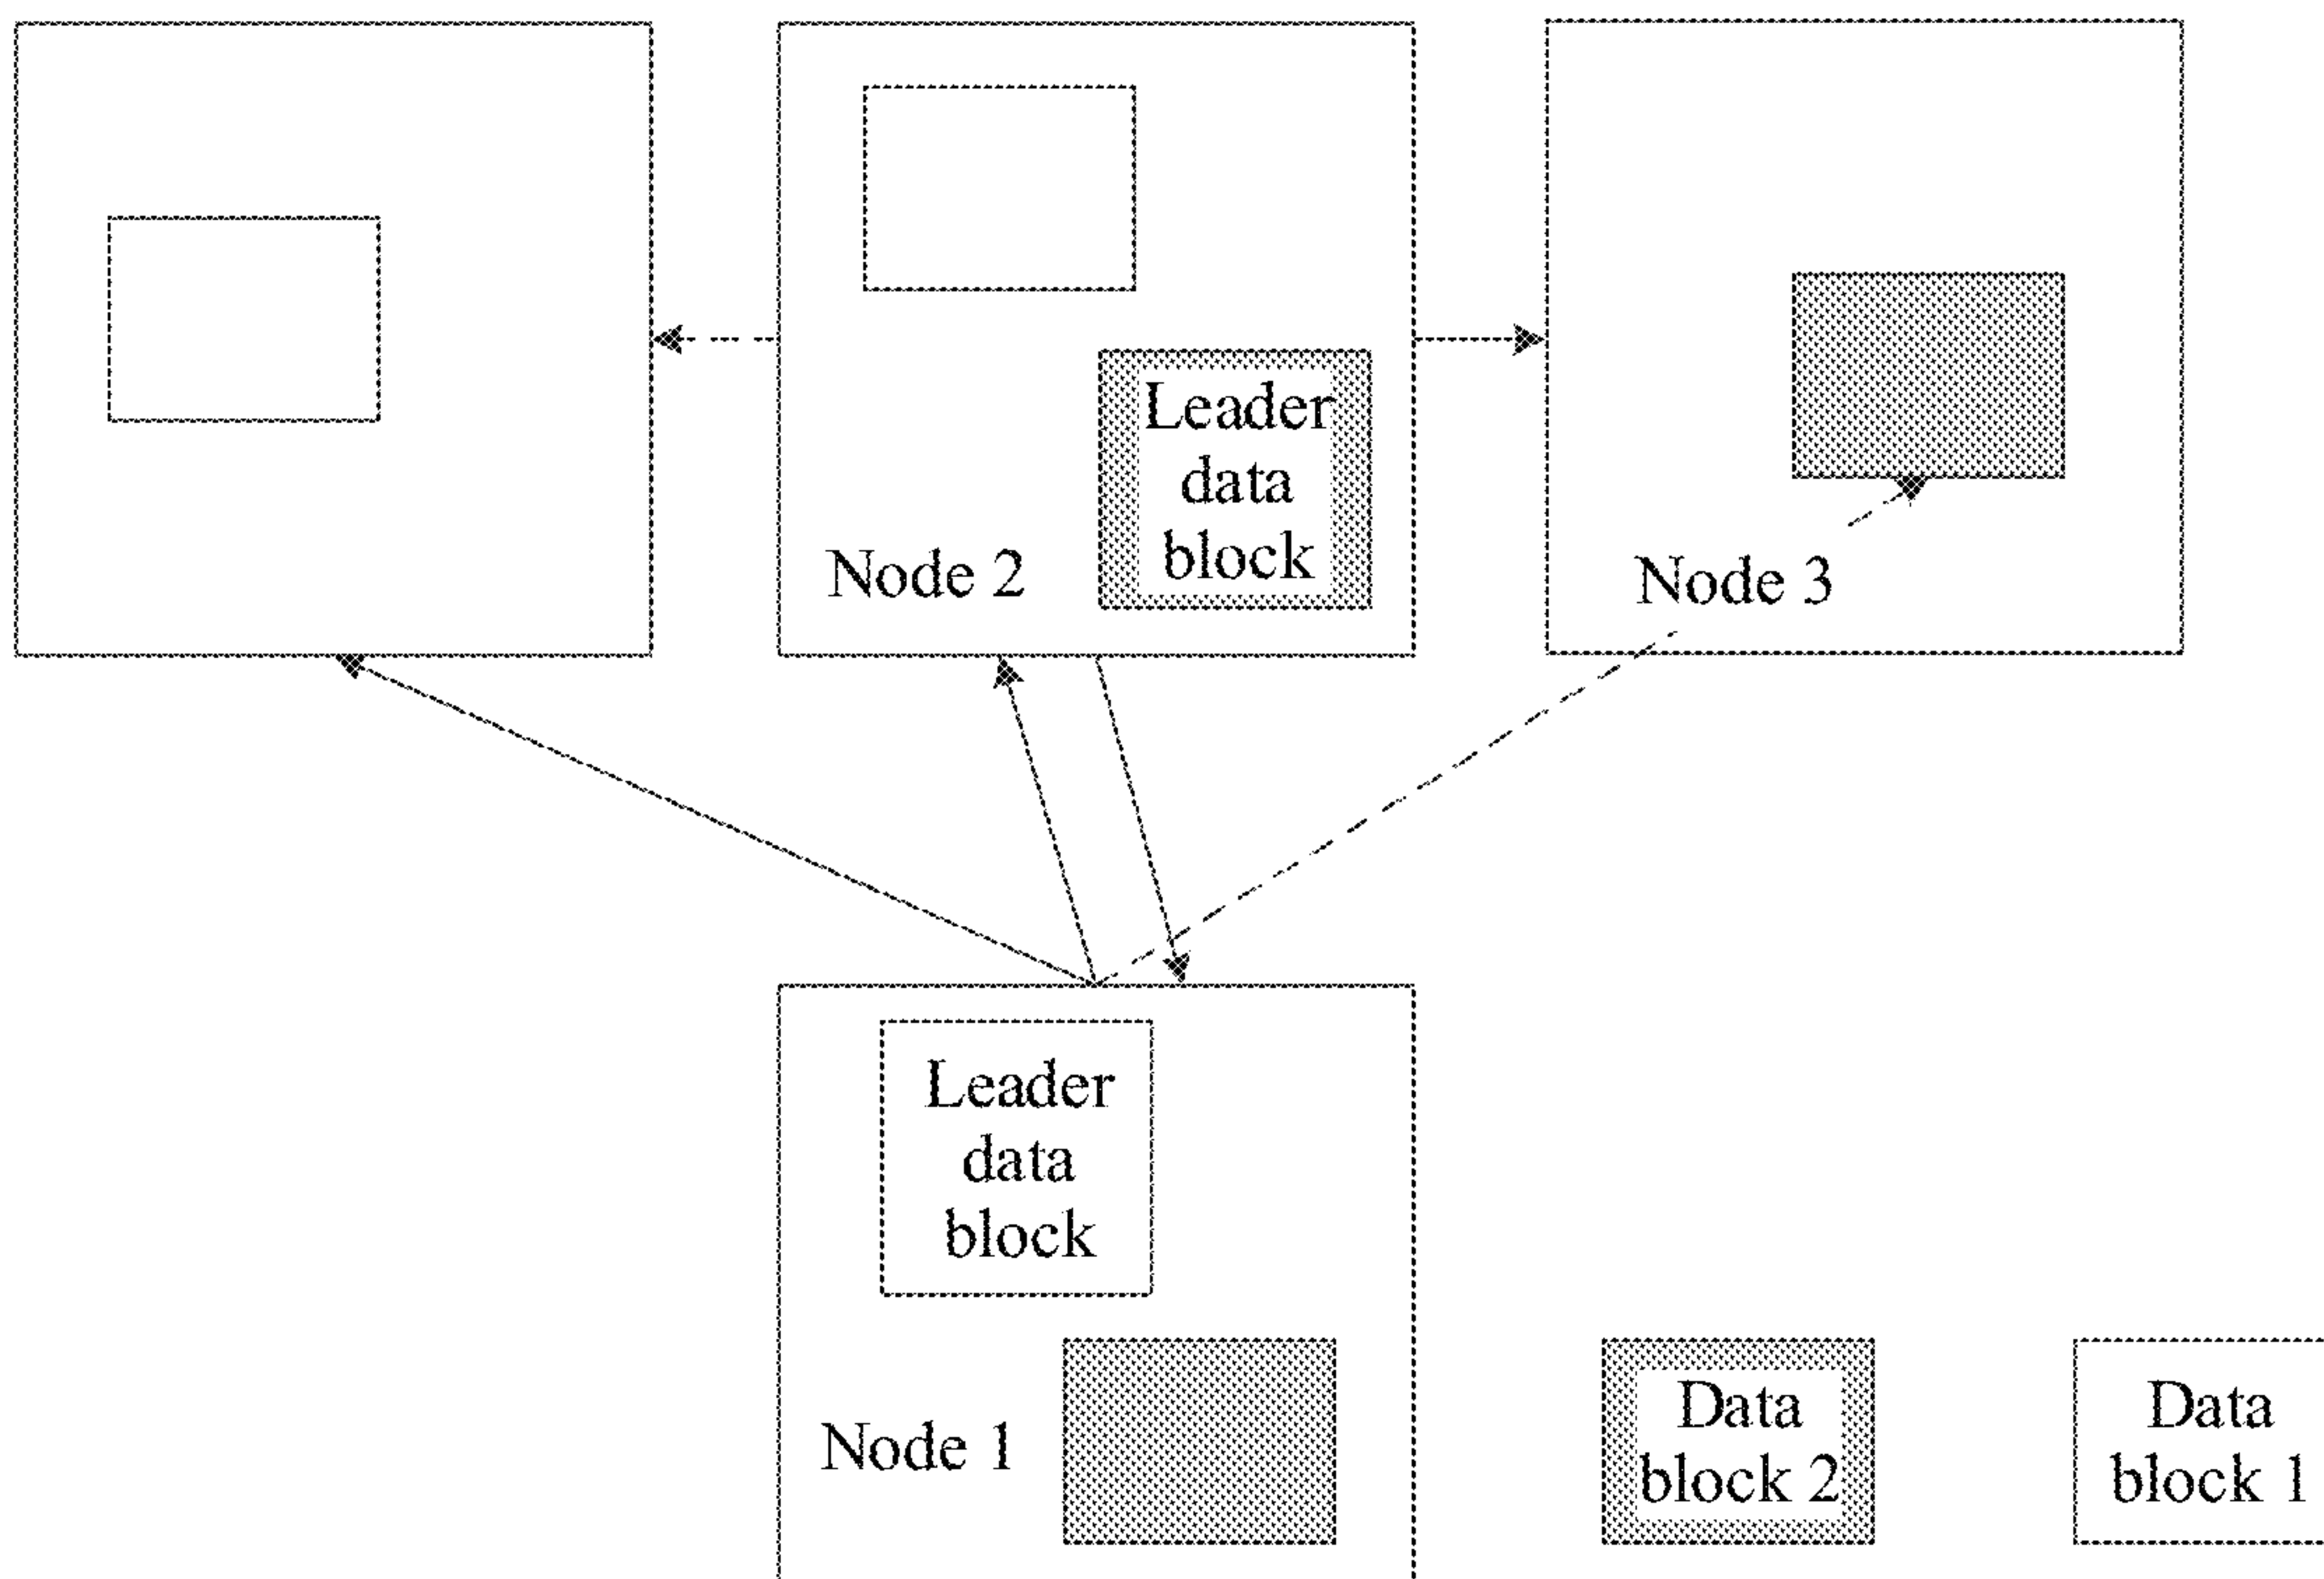 Leader
data
block
Node 2
Node 3
Leader
data
block
Node 1
Data
block 2
Data
block 1